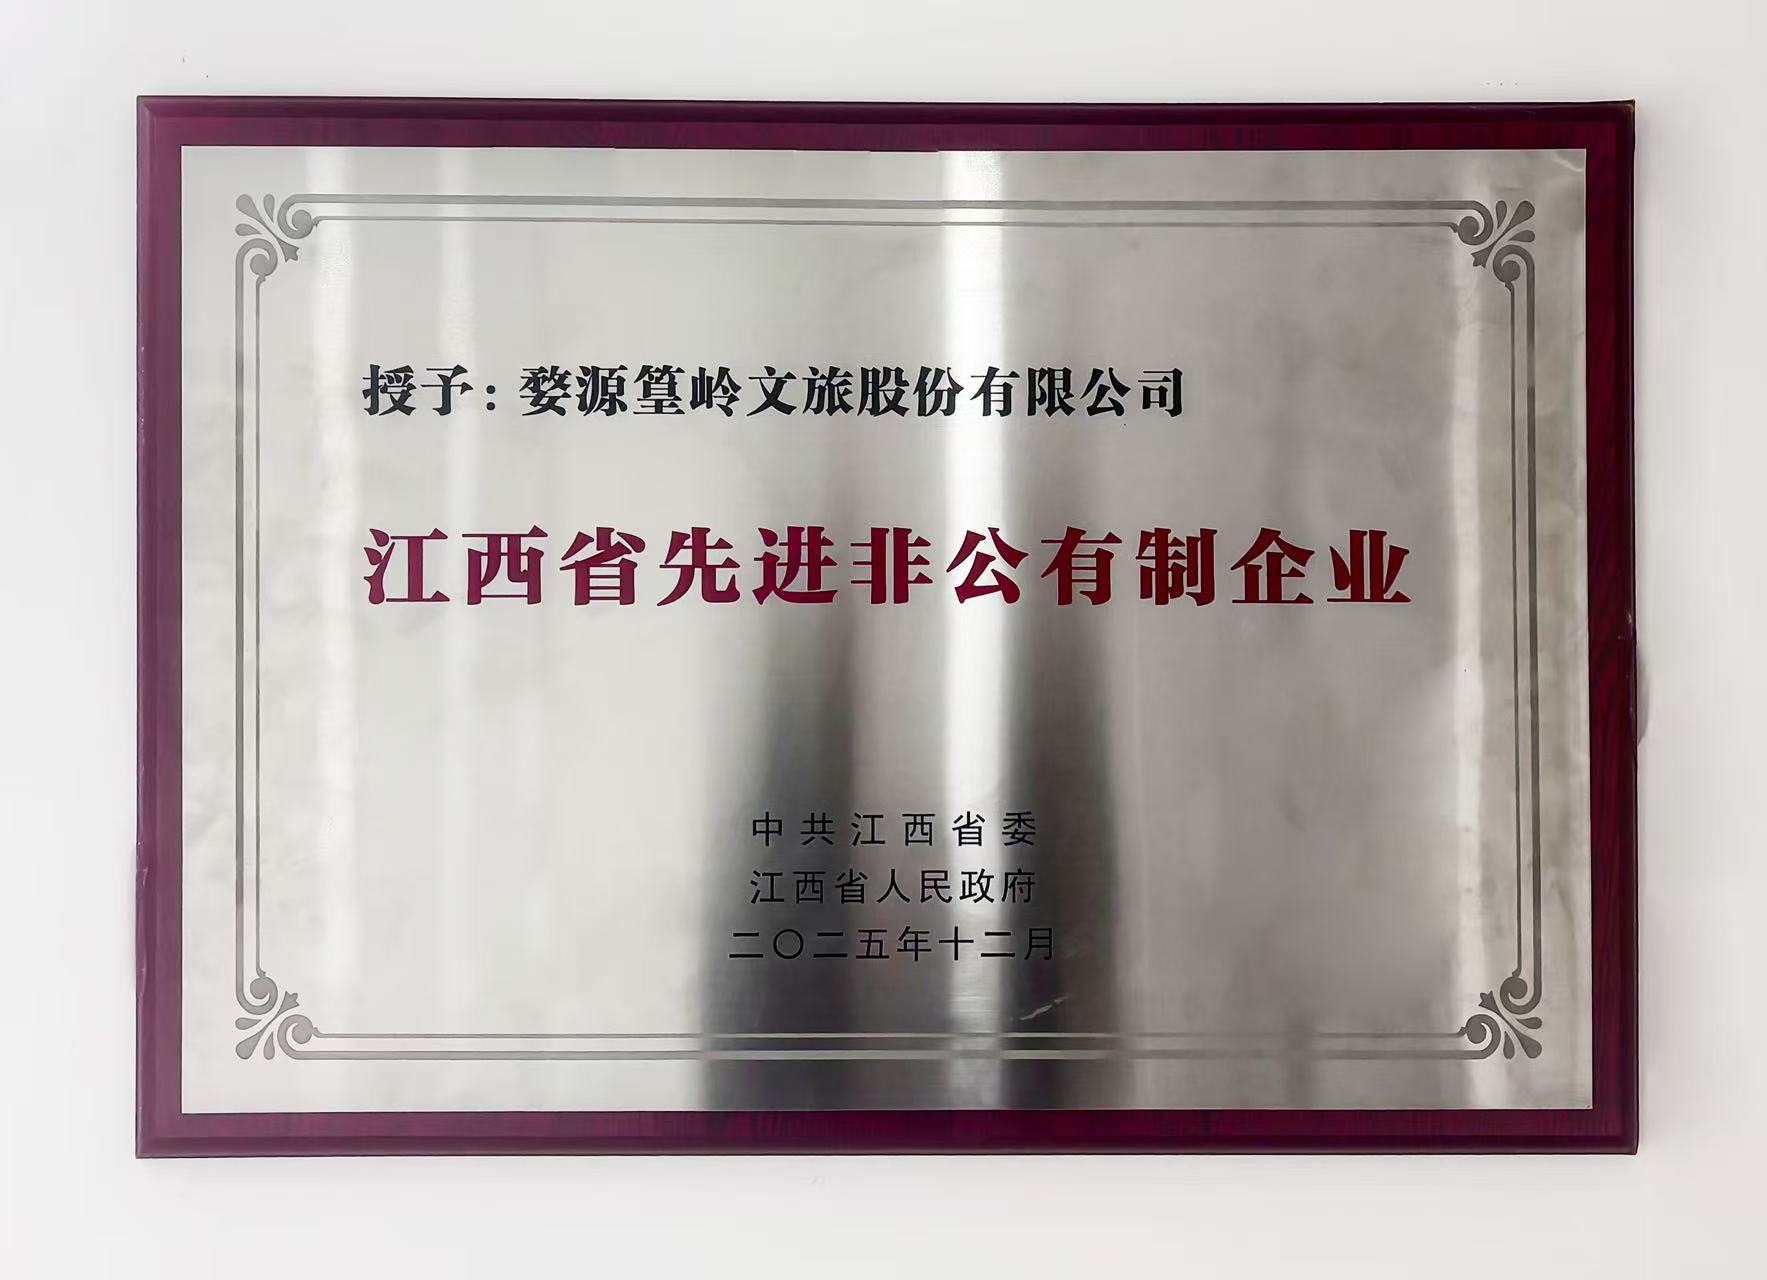 授予：婺源篁岭文旅股份有限公司
江西省先进非公有制企业
中共江西省委
江西省人民政府
二〇二五年十二月